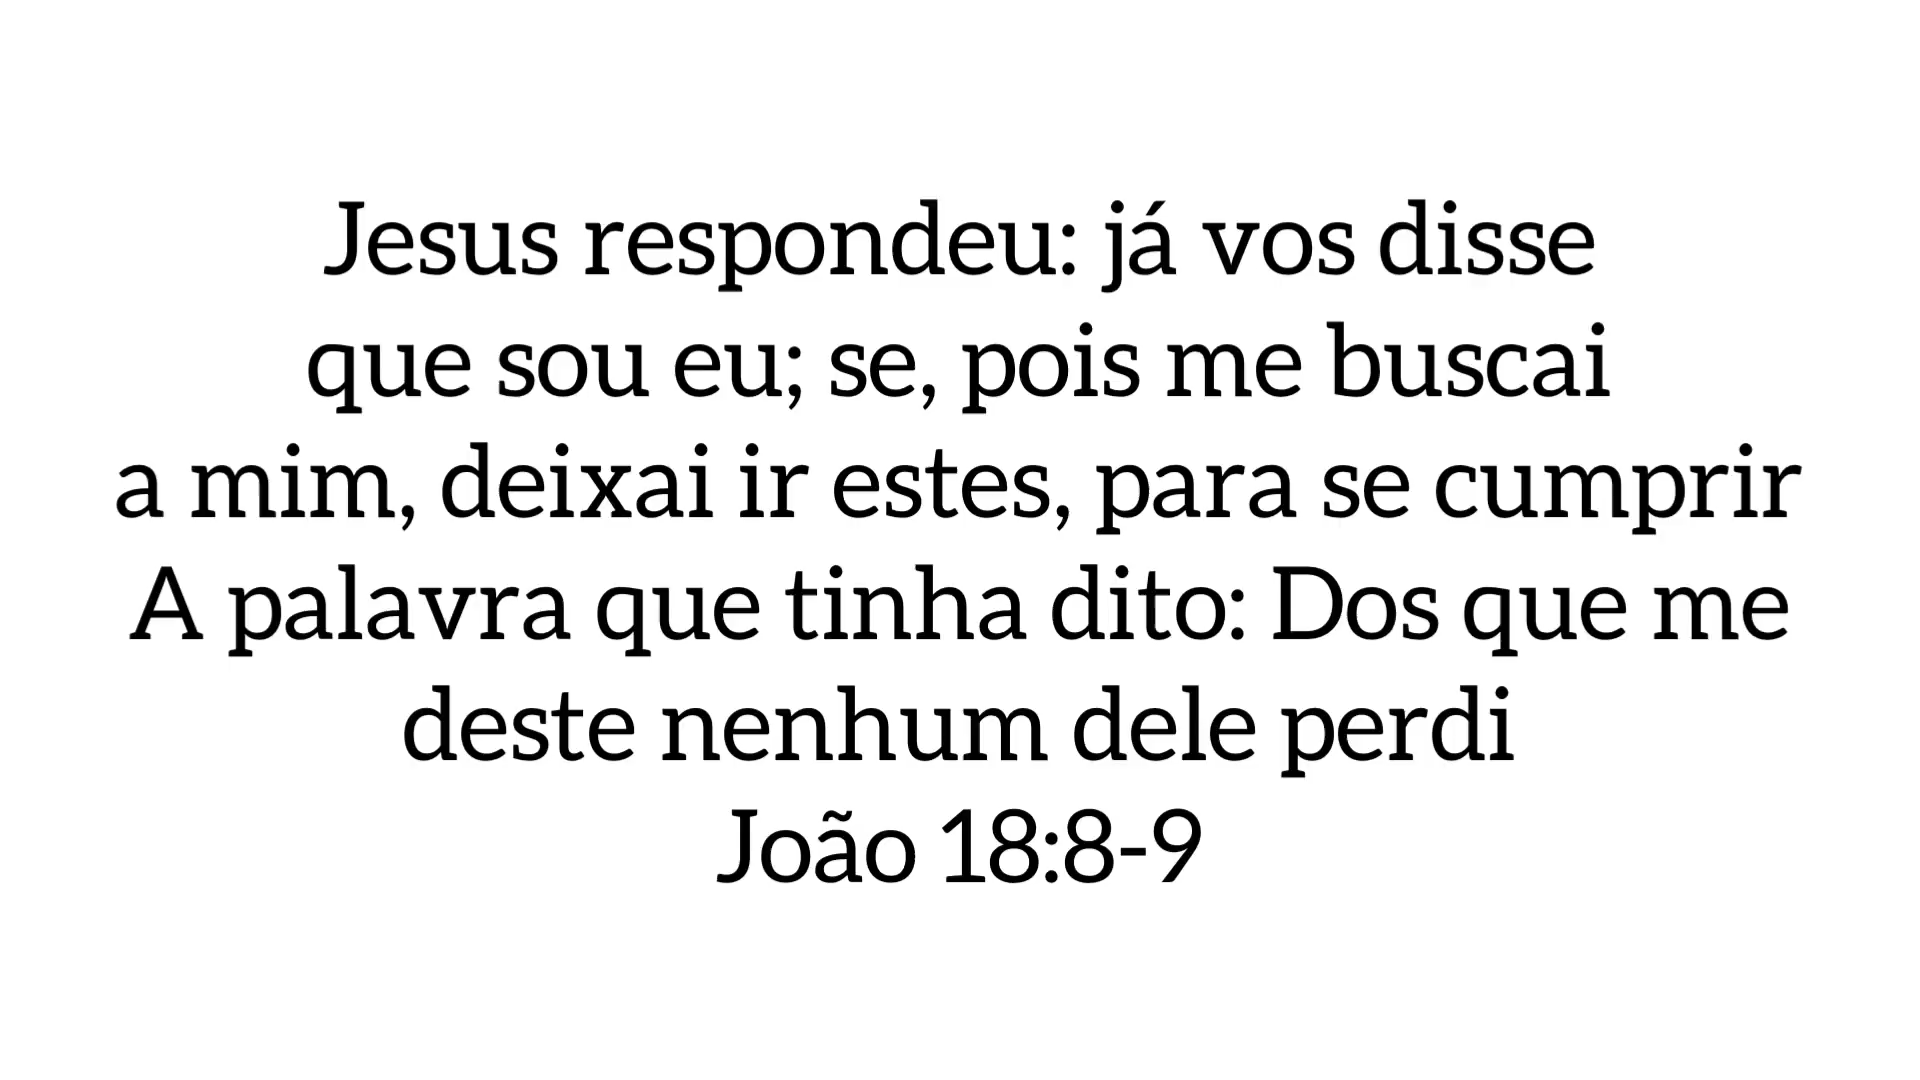 Jesus respondeu: já vos disse
que sou eu; se, pois me buscai
a mim, deixai ir estes, para se cumprir
A palavra que tinha dito: Dos que me
deste nenhum dele perdi
João 18:8-9